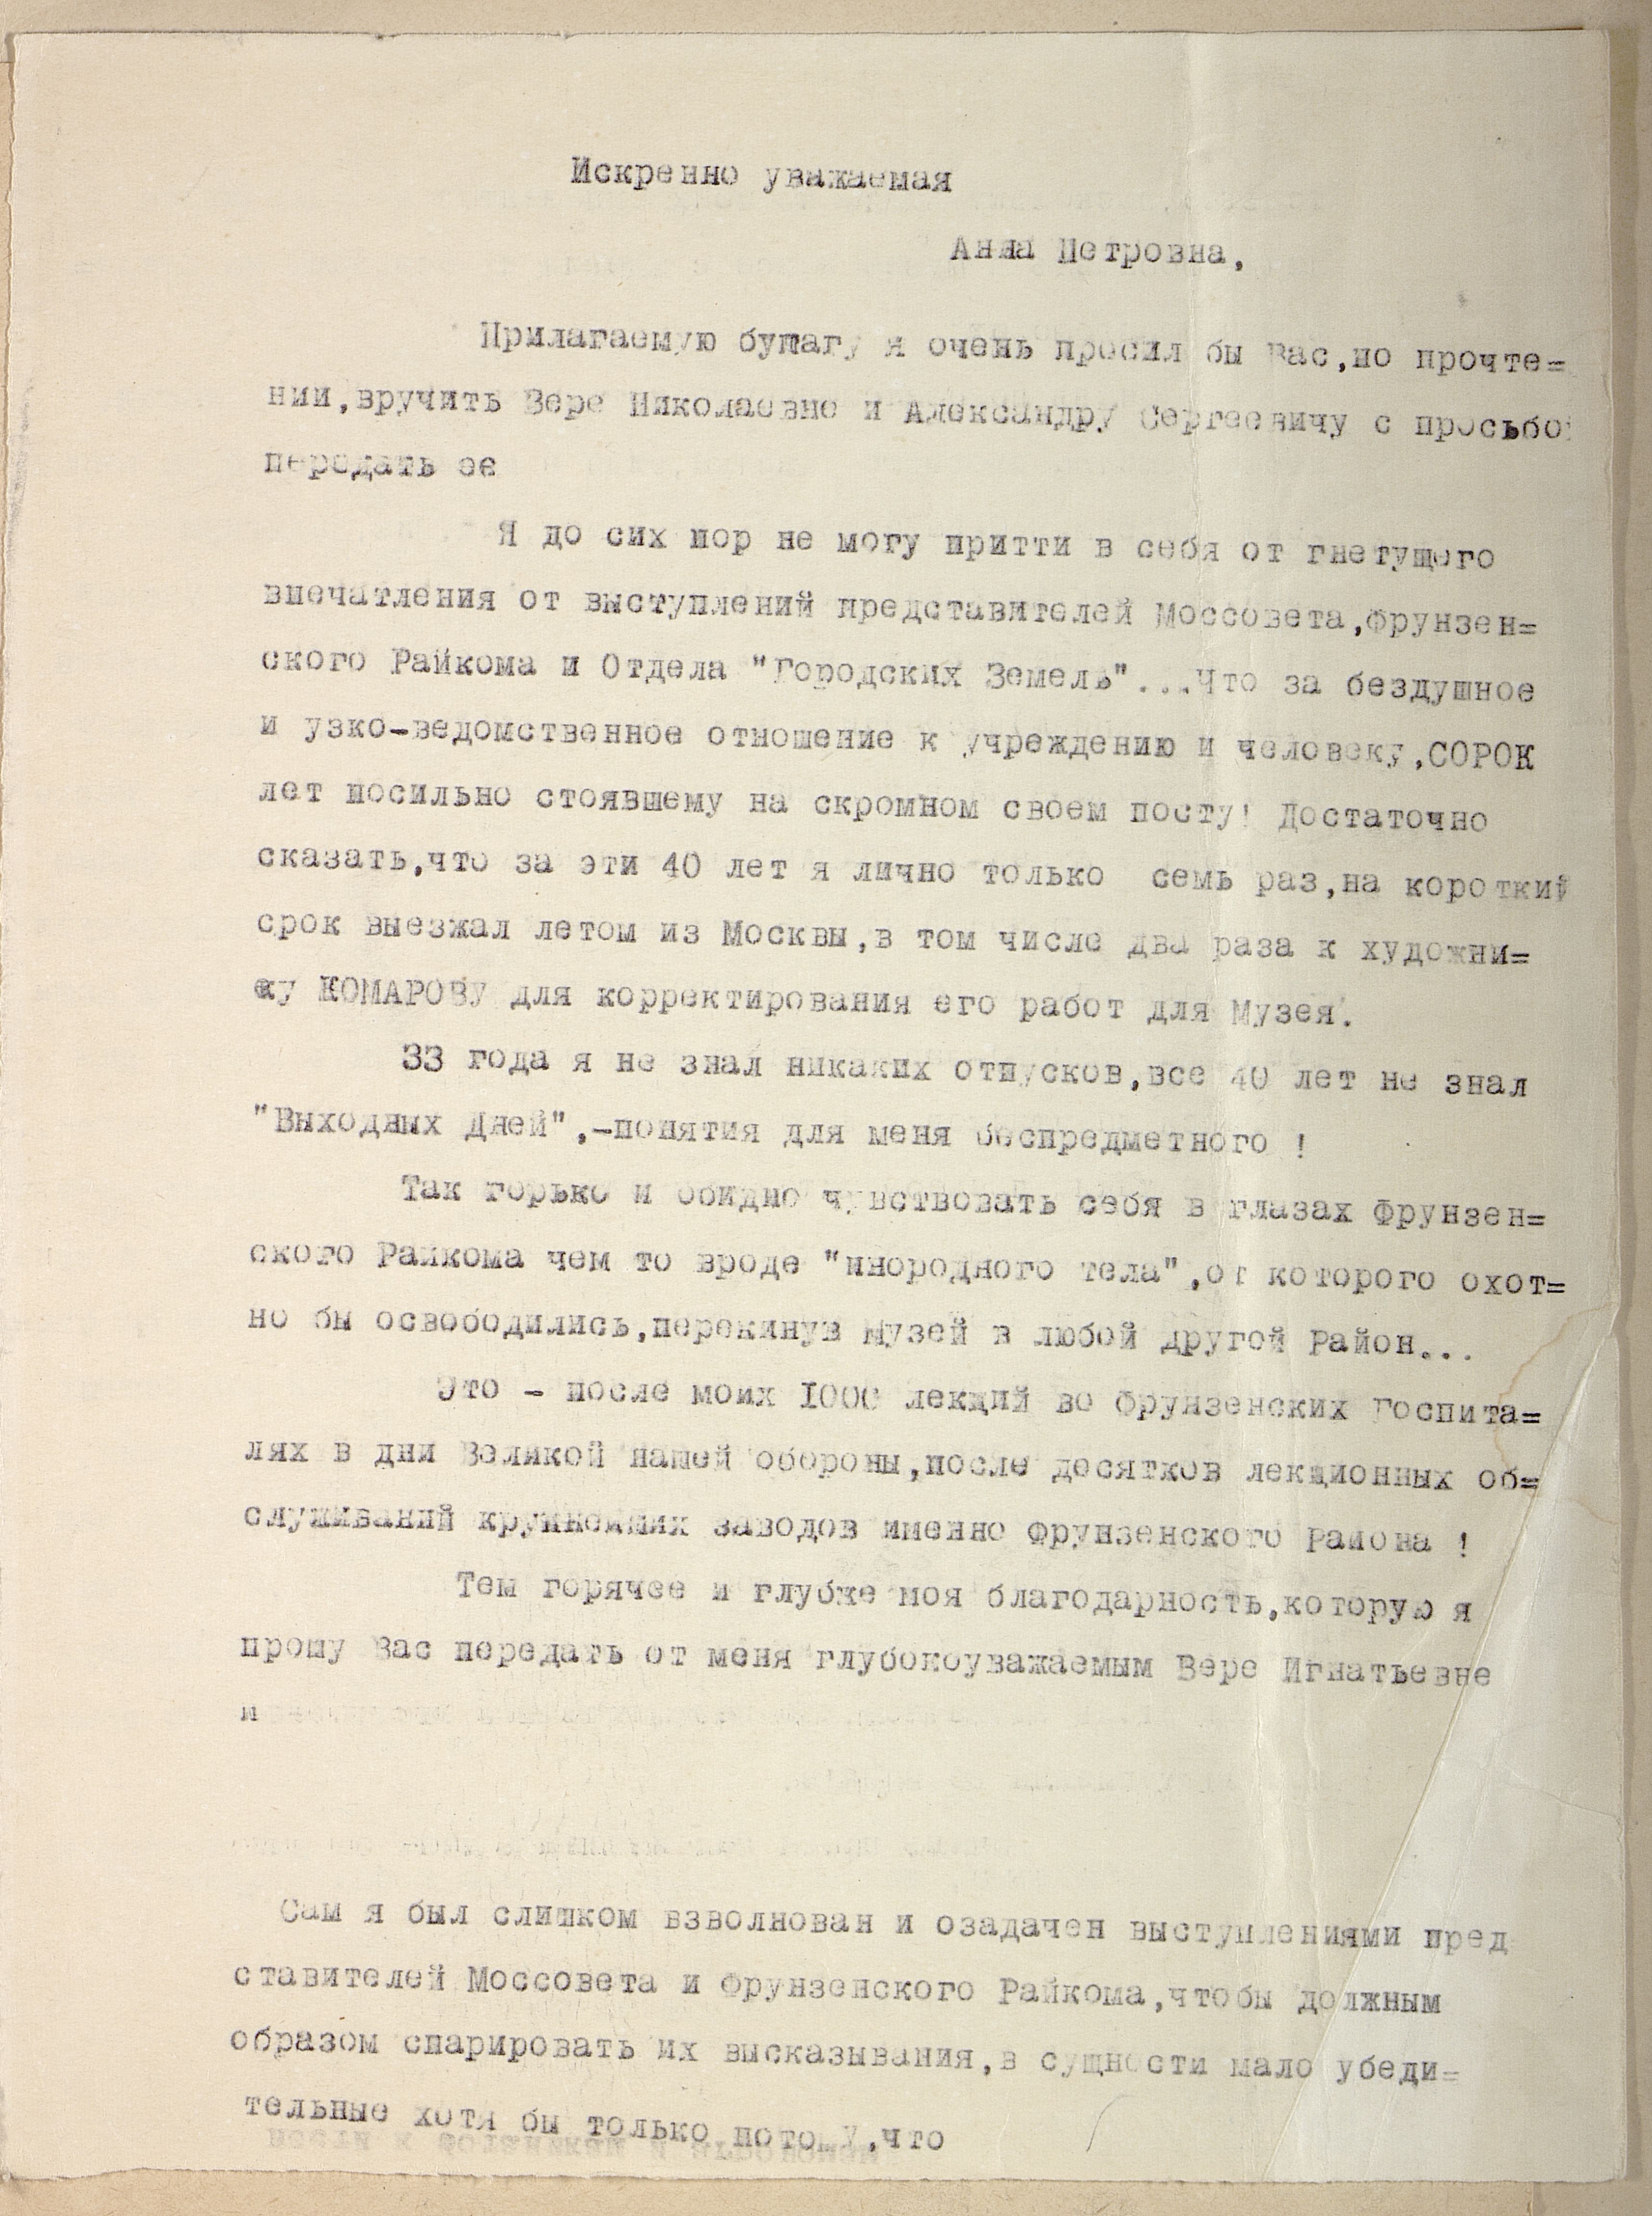 Искренно уважаемая
Анна Петровна,
Прилагаемую бумагу я очень просил бы Вас,по прочте=
нии,вручить Вере Николаевне и Александру Сергеевичу с просьбой
передать ее
Я до сих пор не могу притти в себя от гнетущего
впечатления от выступлений представителей Моссовета,Фрунзен=
ского Райкома и Отдела "Городских Земель"...Что за бездушное
и узко-ведомственное отношение к учреждению и человеку,СОРОК
лет посильно стоявшему на скромном своем посту! Достаточно
сказать,что за эти 40 лет я лично только семь раз,на короткий
срок выезжал летом из Москвы,в том числе два раза к художни=
ку КОМАРОВУ для корректирования его работ для Музея.
33 года я не знал никаких отпусков,все 40 лет не знал
"Выходных Дней",-понятия для меня беспредметного !
Так горько и обидно чувствовать себя в глазах Фрунзен=
ского Райкома чем то вроде "инородного тела",от которого охот=
но бы освободились,перекинув Музей в любой другой Район...
Это - после моих 1000 лекций во Фрунзенских Госпита=
лях в дни Великой нашей обороны,после десятков лекционных об=
служиваний крупнейших заводов именно Фрунзенского Района !
Тем горячее и глубже моя благодарность,которую я
прошу Вас передать от меня глубокоуважаемым Вере Игнатьевне
и
Сам я был слишком взволнован и озадачен выступлениями пред
ставителей Моссовета и Фрунзенского Райкома,чтобы должным
образом спарировать их высказывания,в сущности мало убеди=
тельные хотя бы только потому,что